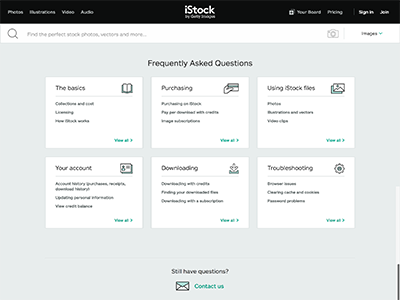 Photos Illustrations Video Audio
iStock
by Getty Images
Your Board Pricing Sign In Join
Find the perfect stock photos, vectors and more...
Images
Frequently Asked Questions
The basics
Collections and cost
Licensing
How iStock works
View all
Purchasing
Purchasing on iStock
Pay per download with credits
Image subscriptions
View all
Using iStock files
Photos
Illustrations and vectors
Video clips
View all
Your account
Account history (purchases, receipts,
download history)
Updating personal information
View credit balance
View all
Downloading
Downloading with credits
Finding your downloaded files
Downloading with a subscription
View all
Troubleshooting
Browser issues
Clearing cache and cookies
Password problems
View all
Still have questions?
Contact us